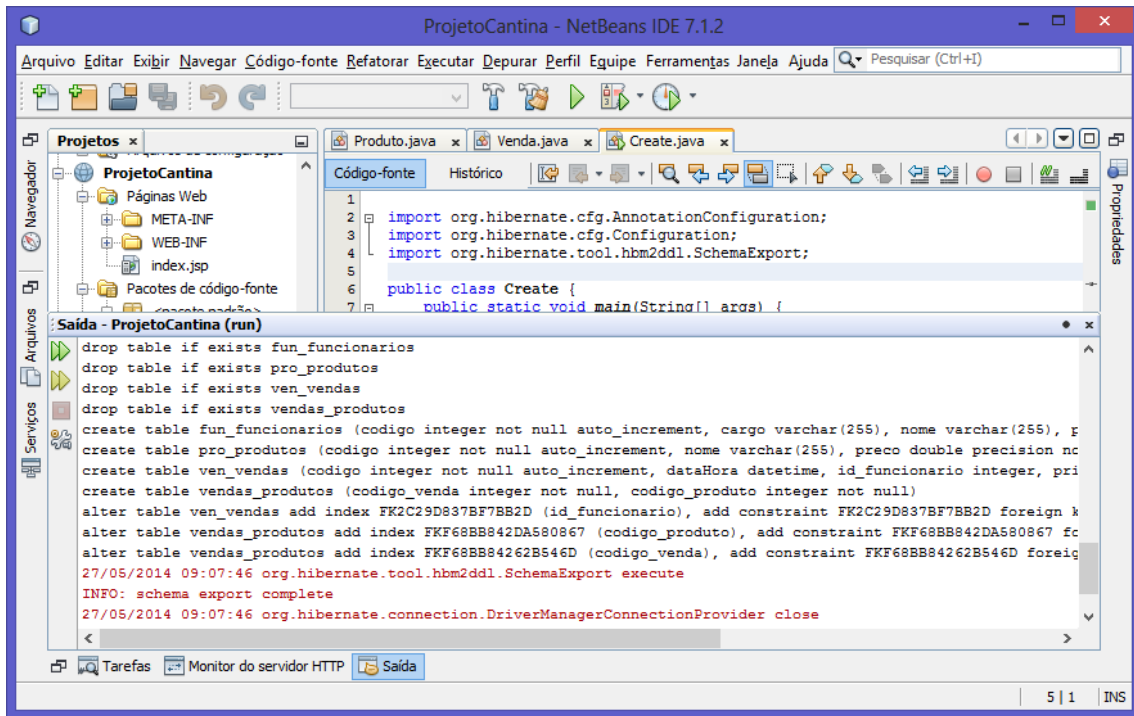 ProjetoCantina - NetBeans IDE 7.1.2
Arquivo Editar Exibir Navegar Código-fonte Refatorar Executar Depurar Perfil Equipe Ferramentas Janela Ajuda Pesquisar (Ctrl+I)
Projetos x
Produto.java x Venda.java x Create.java x
ProjetoCantina
Páginas Web
META-INF
WEB-INF
index.jsp
Pacotes de código-fonte
Código-fonte Histórico
1
2 import org.hibernate.cfg.AnnotationConfiguration;
3 import org.hibernate.cfg.Configuration;
4 import org.hibernate.tool.hbm2ddl.SchemaExport;
5
6 public class Create {
7 public static void main(String[] args) {
Navegador
Arquivos
Serviços
Propriedades
Saída - ProjetoCantina (run)
drop table if exists fun_funcionarios
drop table if exists pro_produtos
drop table if exists ven_vendas
drop table if exists vendas_produtos
create table fun_funcionarios (codigo integer not null auto_increment, cargo varchar(255), nome varchar(255), p
create table pro_produtos (codigo integer not null auto_increment, nome varchar(255), preco double precision no
create table ven_vendas (codigo integer not null auto_increment, dataHora datetime, id_funcionario integer, pri
create table vendas_produtos (codigo_venda integer not null, codigo_produto integer not null)
alter table ven_vendas add index FK2C29D837BF7BB2D (id_funcionario), add constraint FK2C29D837BF7BB2D foreign k
alter table vendas_produtos add index FKF68BB842DA580867 (codigo_produto), add constraint FKF68BB842DA580867 fo
alter table vendas_produtos add index FKF68BB84262B546D (codigo_venda), add constraint FKF68BB84262B546D foreig
27/05/2014 09:07:46 org.hibernate.tool.hbm2ddl.SchemaExport execute
INFO: schema export complete
27/05/2014 09:07:46 org.hibernate.connection.DriverManagerConnectionProvider close
Tarefas Monitor do servidor HTTP Saída
5 | 1 INS